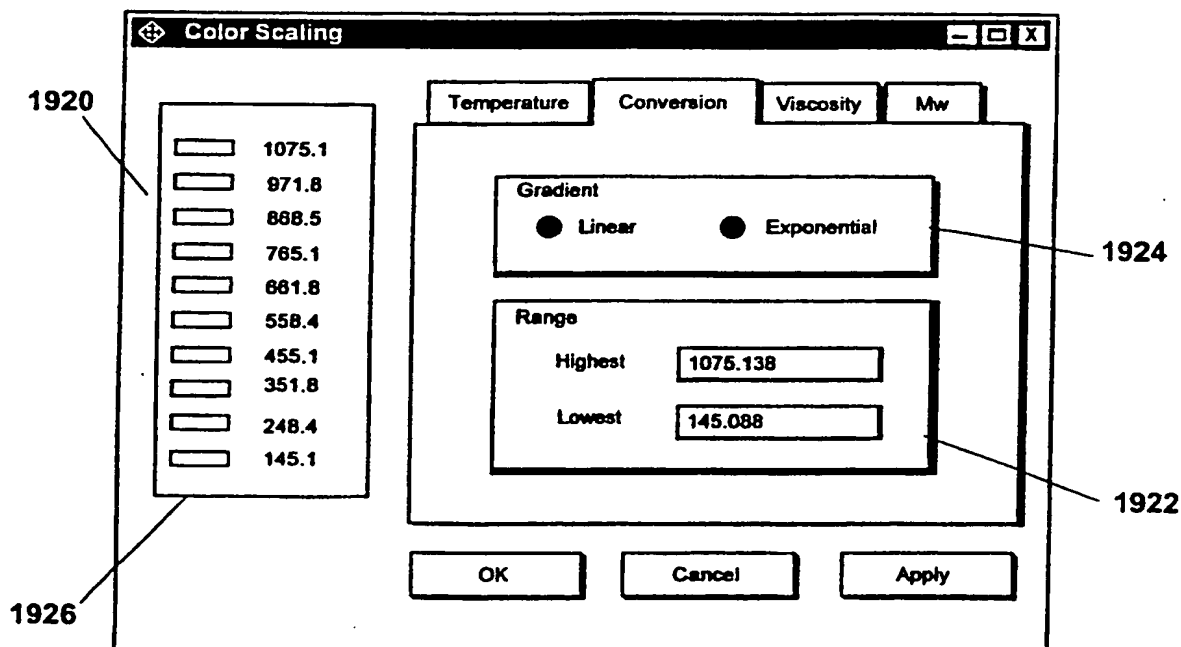 Color Scaling
X
1920
1075.1
971.8
868.5
765.1
661.8
558.4
455.1
351.8
248.4
145.1
1926
Temperature
Conversion
Viscosity
Mw
Gradient
Linear
Exponential
1924
Range
Highest
1075.138
Lowest
145.088
1922
OK
Cancel
Apply